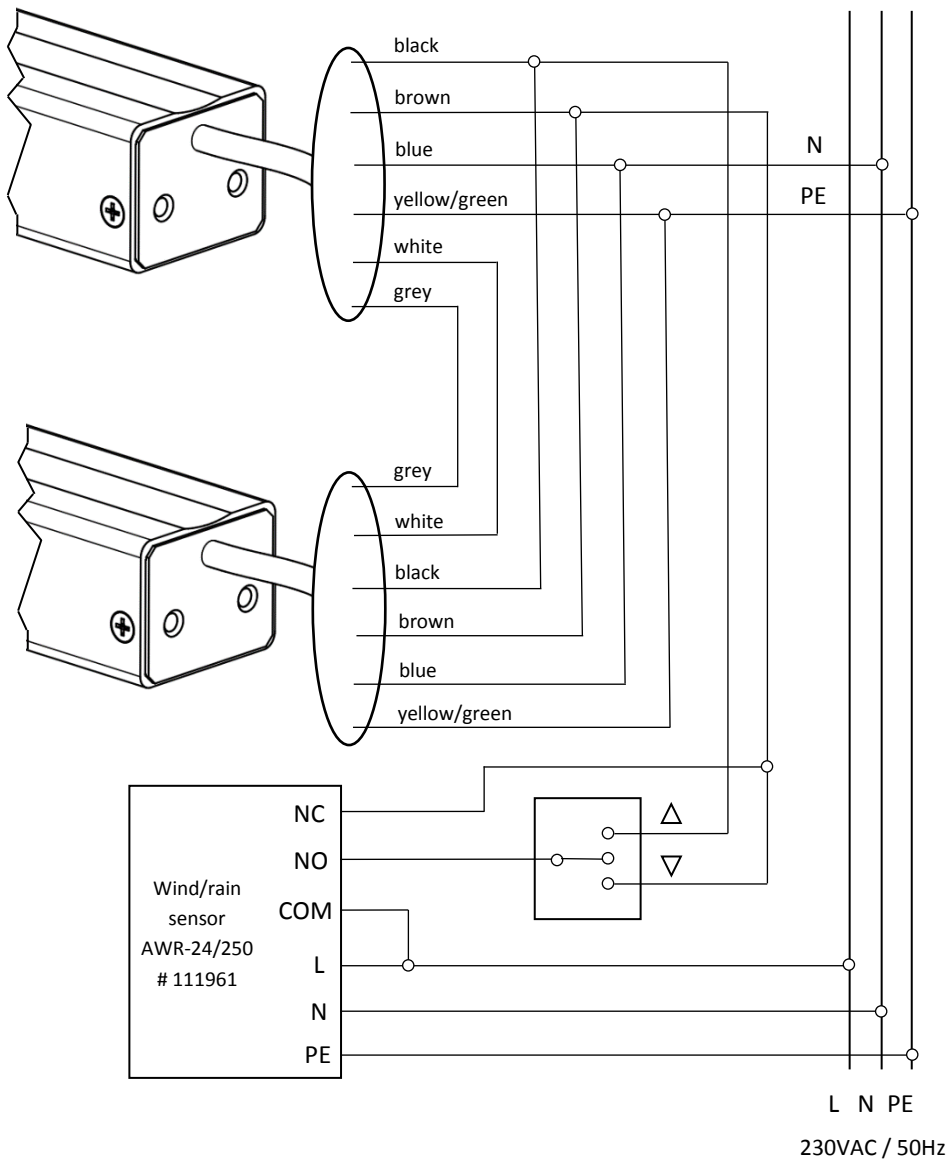 black
brown
blue
N
yellow/green
PE
white
grey
grey
white
black
brown
blue
yellow/green
NC
NO
Wind/rain
sensor
AWR-24/250
# 111961
COM
L
N
PE
L N PE
230VAC / 50Hz